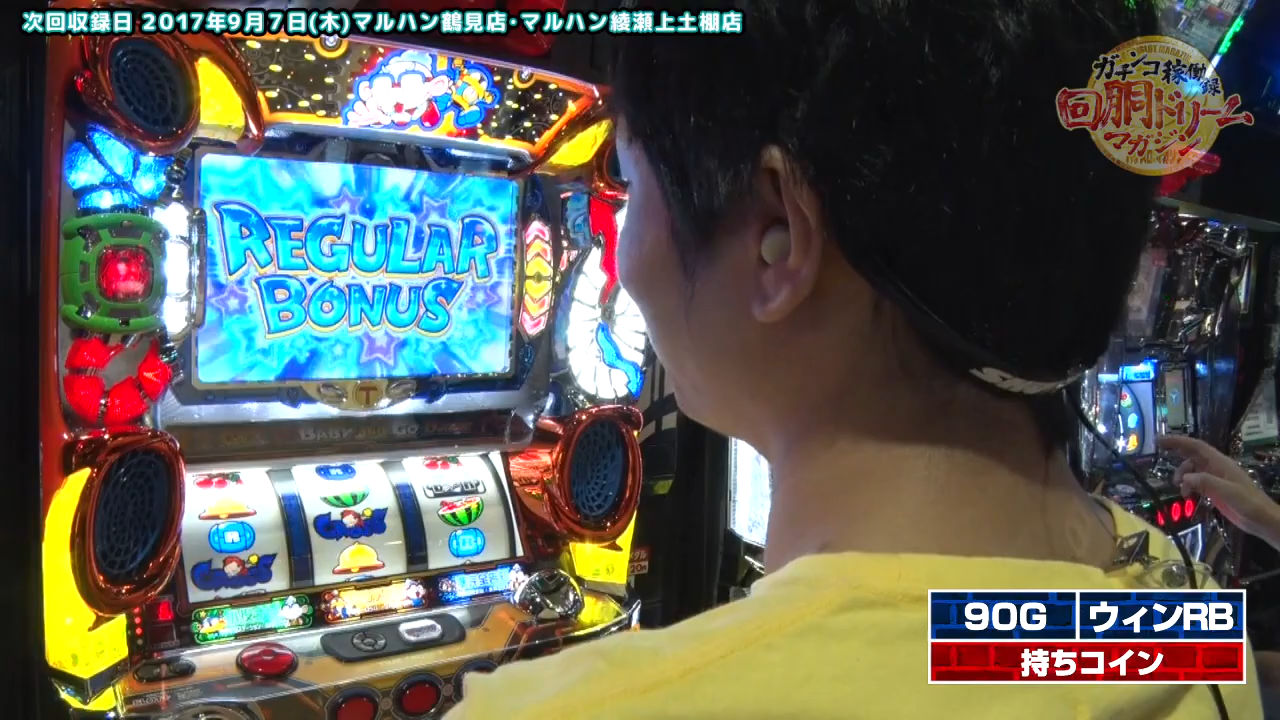 次回収録日 2017年9月7日(木)マルハン鶴見店・マルハン綾瀬上土棚店
ガチンコ稼働録
回胴ドリーム
マガジン
REGULAR
BONUS
90G ウィンRB
持ちコイン